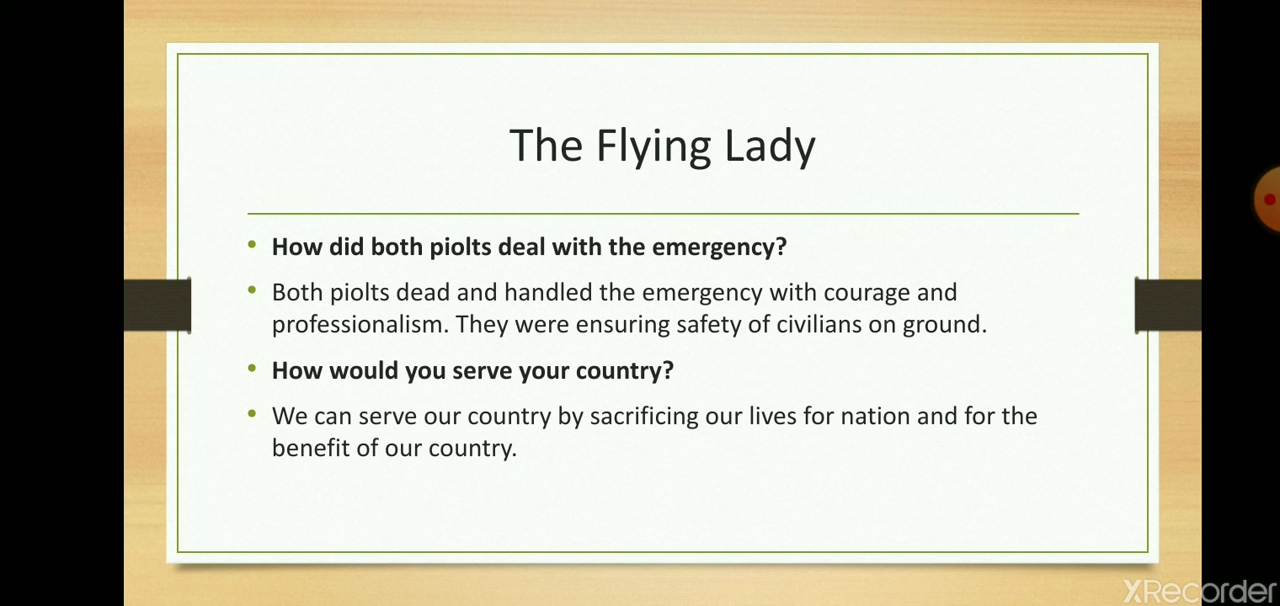 The Flying Lady
• How did both piolts deal with the emergency?
• Both piolts dead and handled the emergency with courage and
professionalism. They were ensuring safety of civilians on ground.
• How would you serve your country?
• We can serve our country by sacrificing our lives for nation and for the
benefit of our country.
XRecorder